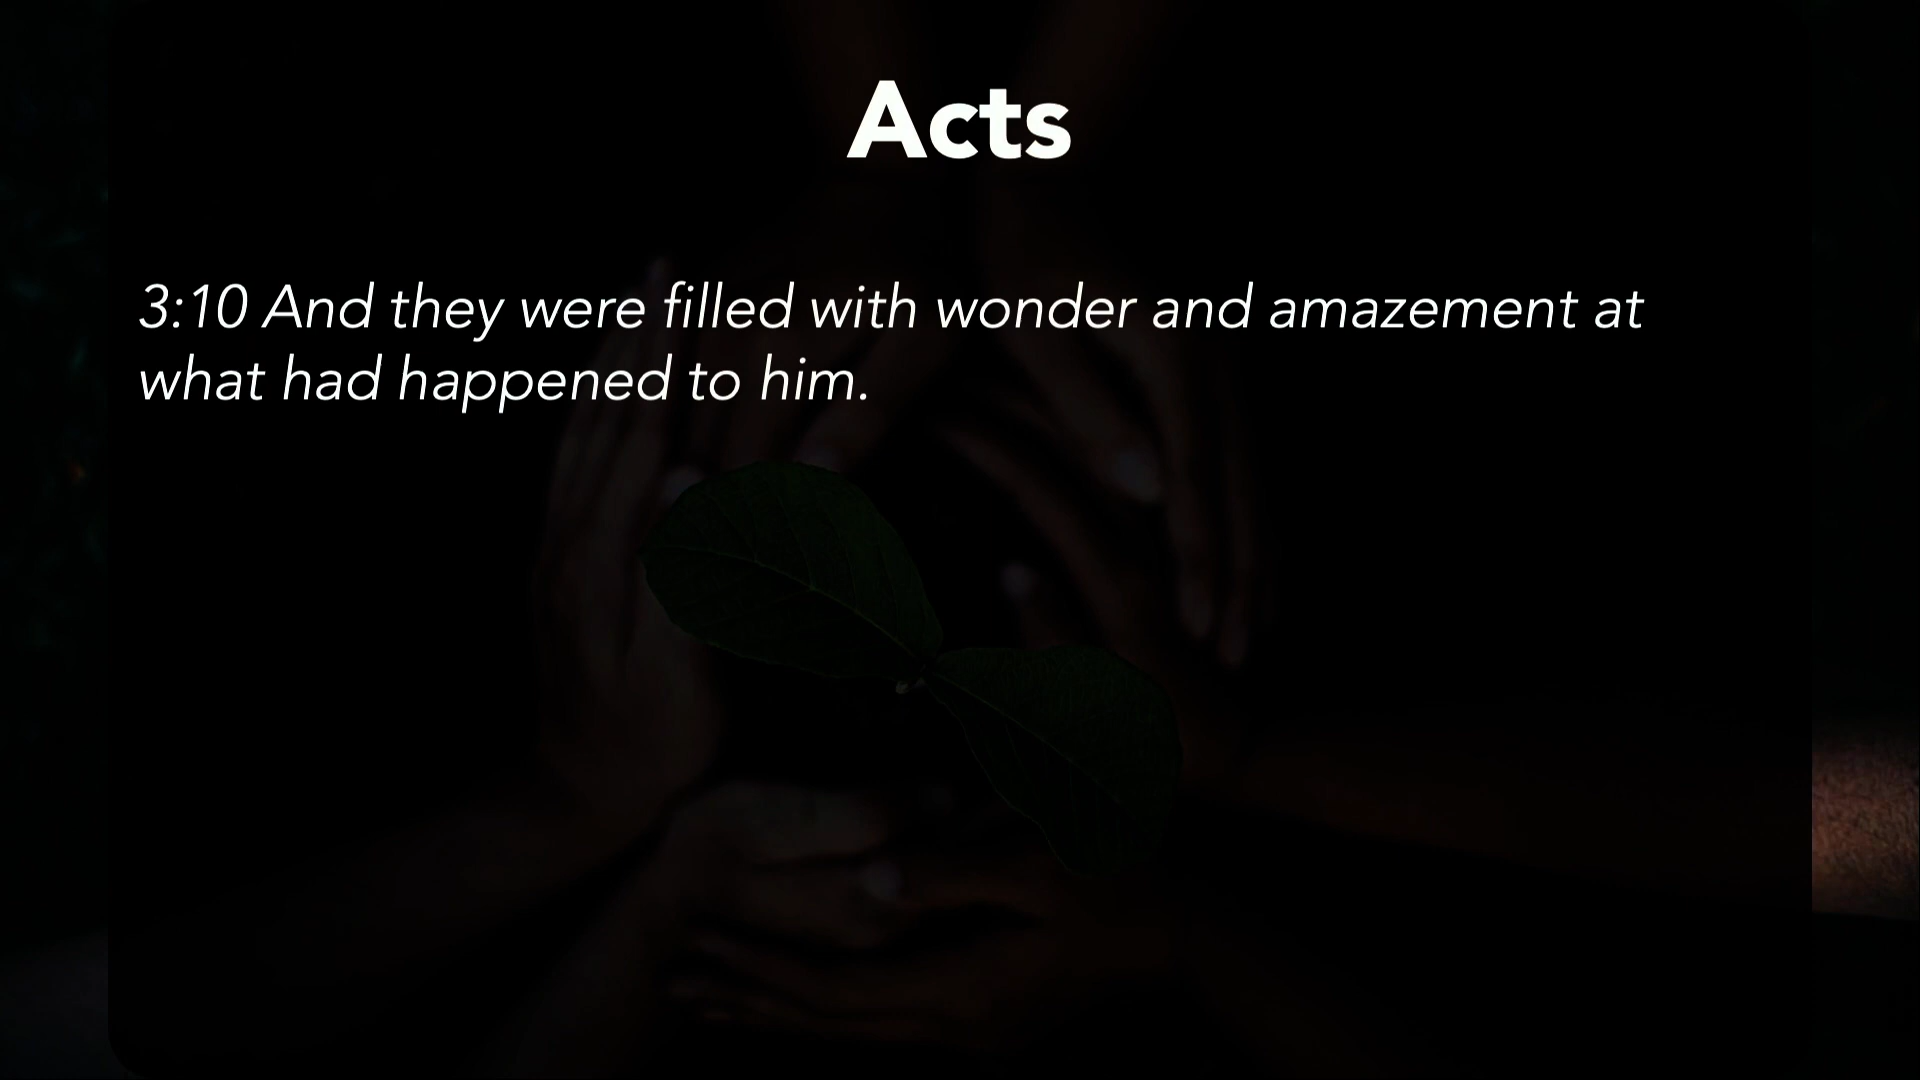 Acts
3:10 And they were filled with wonder and amazement at
what had happened to him.